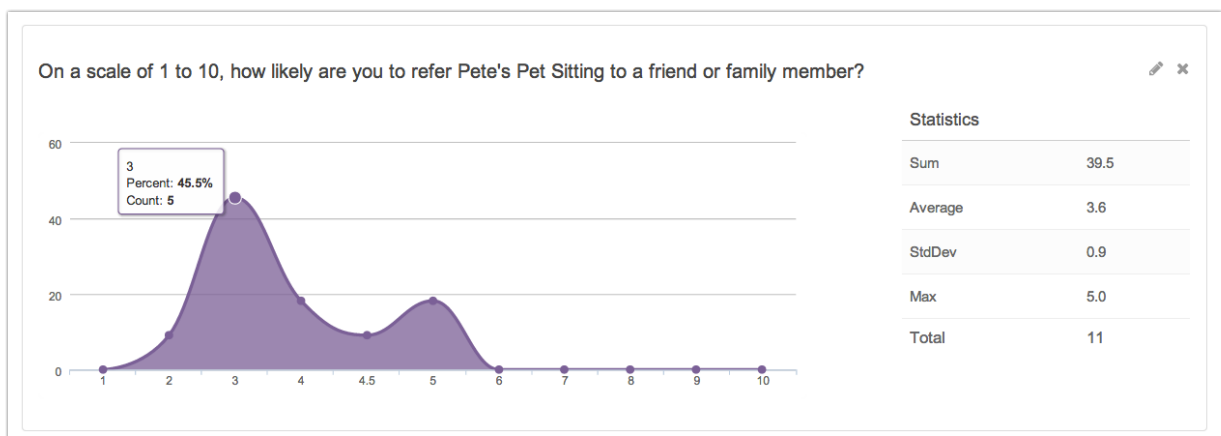 On a scale of 1 to 10, how likely are you to refer Pete's Pet Sitting to a friend or family member?
60
40
20
0
3
Percent: 45.5%
Count: 5
1 2 3 4 4.5 5 6 7 8 9 10
Statistics
Sum 39.5
Average 3.6
StdDev 0.9
Max 5.0
Total 11